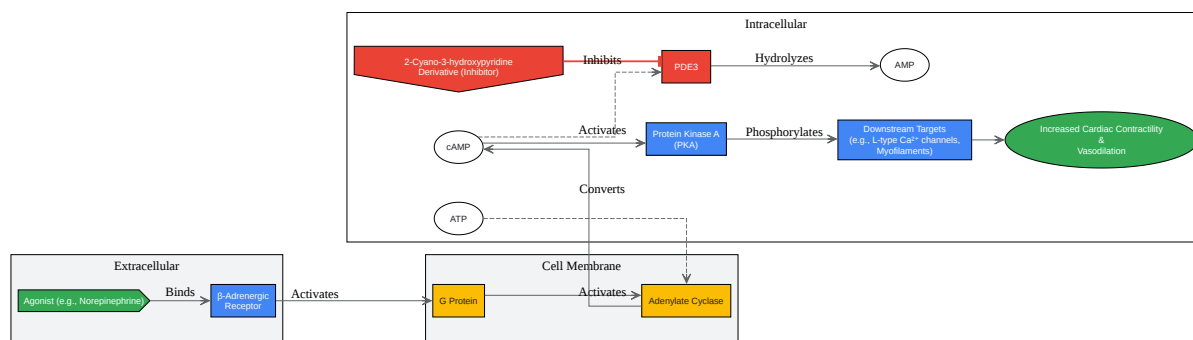 Intracellular
2-Cyano-3-hydroxypyridine
Derivative (Inhibitor)
Inhibits
PDE3
Hydrolyzes
AMP
cAMP
Activates
Protein Kinase A
(PKA)
Phosphorylates
Downstream Targets
(e.g., L-type Ca²⁺ channels,
Myofilaments)
Increased Cardiac Contractility
&
Vasodilation
Converts
ATP
Extracellular
Agonist (e.g., Norepinephrine)
Binds
β-Adrenergic
Receptor
Activates
Cell Membrane
G Protein
Activates
Adenylate Cyclase